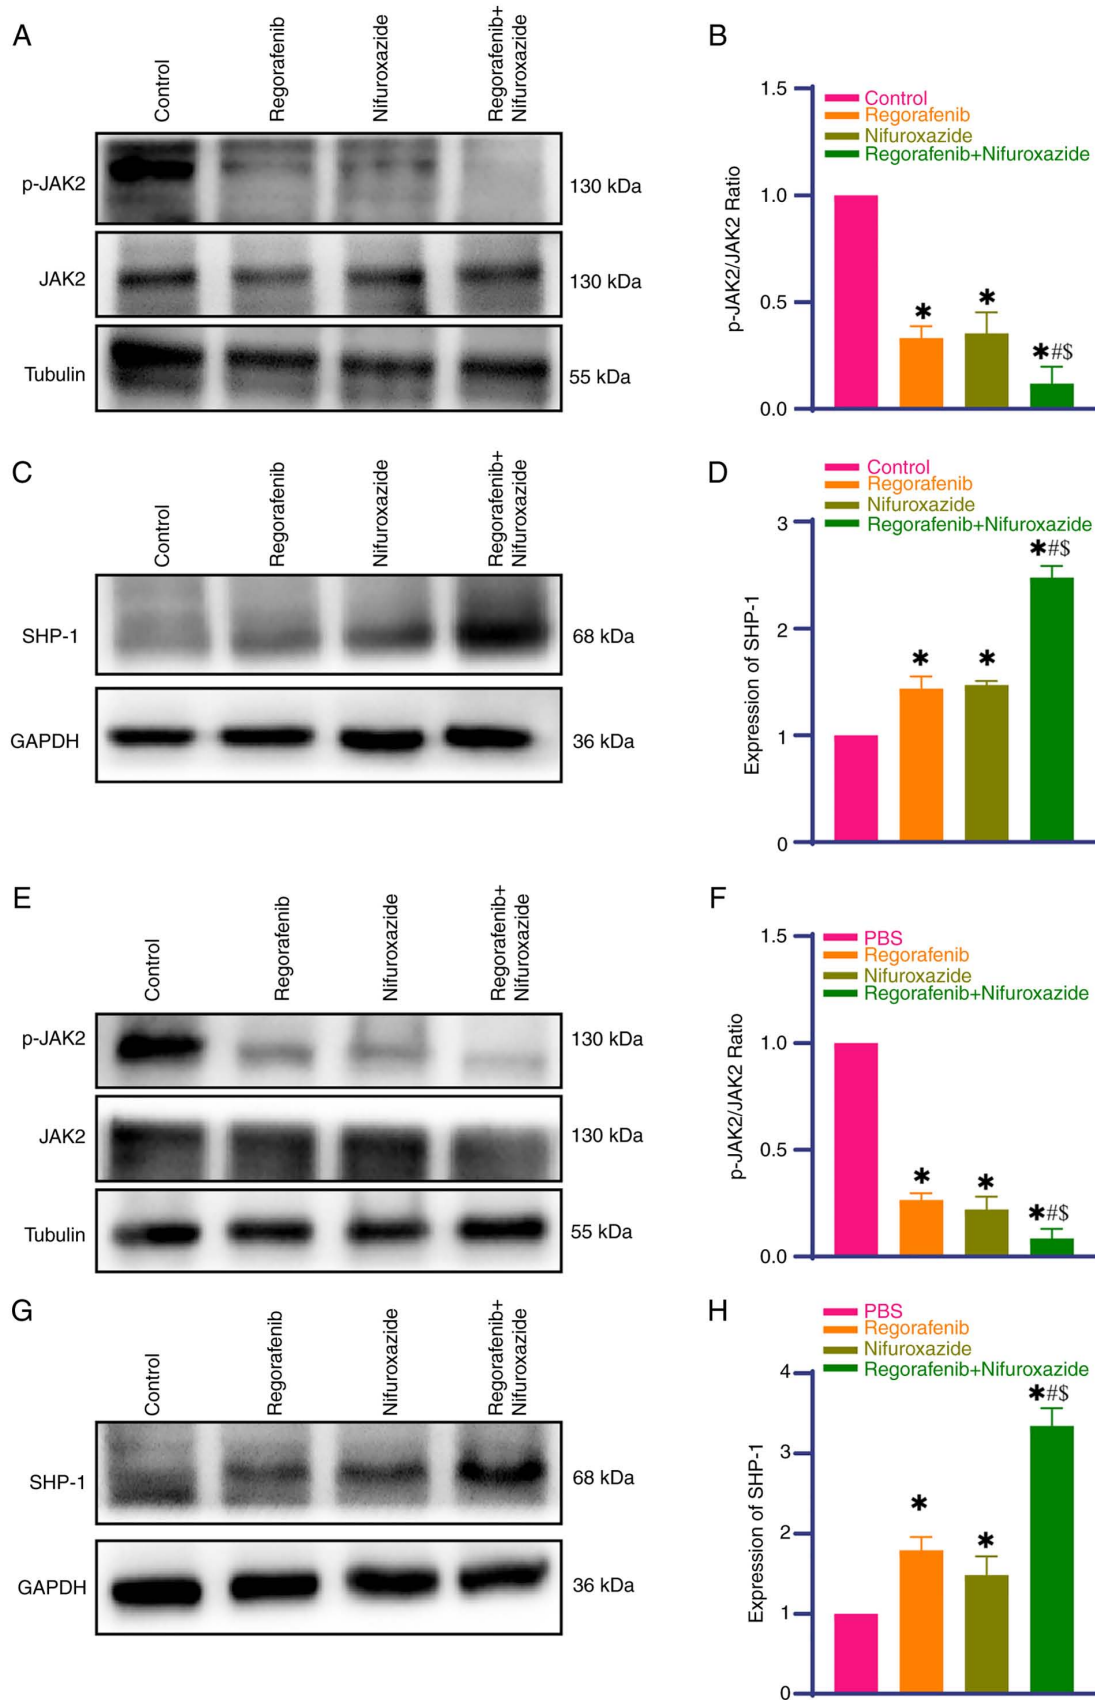 A
Control
Regorafenib
Nifuroxazide
Regorafenib+
Nifuroxazide
p-JAK2
130 kDa
JAK2
130 kDa
Tubulin
55 kDa
B
1.5
1.0
0.5
0.0
p-JAK2/JAK2 Ratio
Control
Regorafenib
Nifuroxazide
Regorafenib+Nifuroxazide
*
*
*#$
C
Control
Regorafenib
Nifuroxazide
Regorafenib+
Nifuroxazide
SHP-1
68 kDa
GAPDH
36 kDa
D
Control
Regorafenib
Nifuroxazide
Regorafenib+Nifuroxazide
3
2
1
0
Expression of SHP-1
*
*
*#$
E
Control
Regorafenib
Nifuroxazide
Regorafenib+
Nifuroxazide
p-JAK2
130 kDa
JAK2
130 kDa
Tubulin
55 kDa
F
1.5
1.0
0.5
0.0
p-JAK2/JAK2 Ratio
PBS
Regorafenib
Nifuroxazide
Regorafenib+Nifuroxazide
*
*
*#$
G
Control
Regorafenib
Nifuroxazide
Regorafenib+
Nifuroxazide
SHP-1
68 kDa
GAPDH
36 kDa
H
PBS
Regorafenib
Nifuroxazide
Regorafenib+Nifuroxazide
4
3
2
1
0
Expression of SHP-1
*
*
*#$